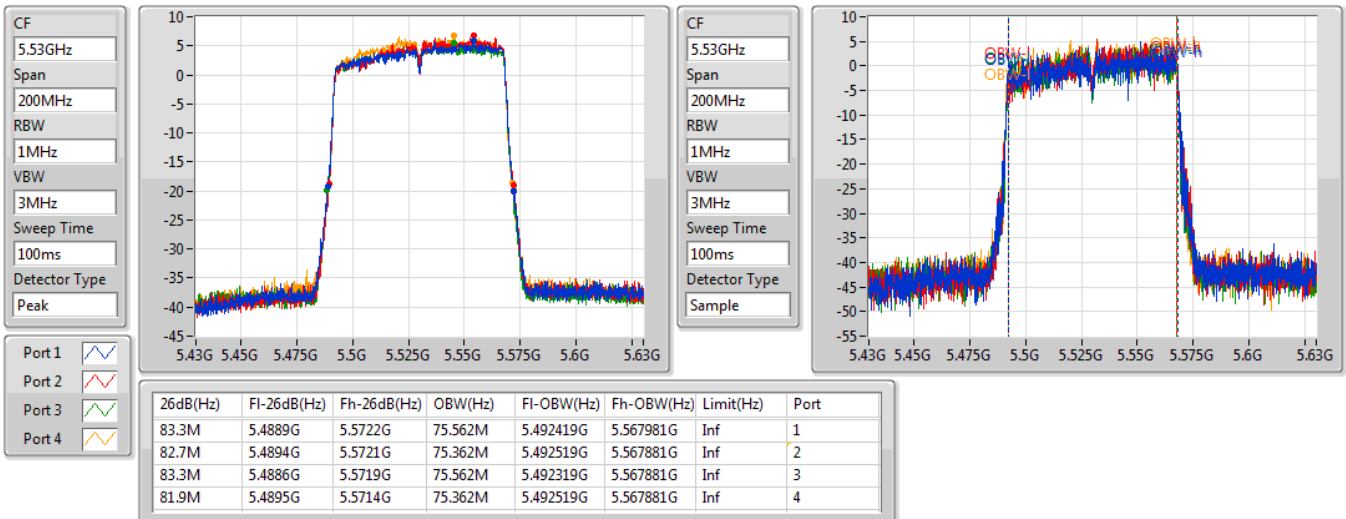 CF
5.53GHz
Span
200MHz
RBW
1MHz
VBW
3MHz
Sweep Time
100ms
Detector Type
Peak
10
5
0
-5
-10
-15
-20
-25
-30
-35
-40
-45
5.43G 5.45G 5.475G 5.5G 5.525G 5.55G 5.575G 5.6G 5.63G
CF
5.53GHz
Span
200MHz
RBW
1MHz
VBW
3MHz
Sweep Time
100ms
Detector Type
Sample
10
5
0
-5
-10
-15
-20
-25
-30
-35
-40
-45
-50
-55
OBW-l
OBW-h
5.43G 5.45G 5.475G 5.5G 5.525G 5.55G 5.575G 5.6G 5.63G
Port 1
Port 2
Port 3
Port 4
26dB(Hz) Fl-26dB(Hz) Fh-26dB(Hz) OBW(Hz) Fl-OBW(Hz) Fh-OBW(Hz) Limit(Hz) Port
83.3M 5.4889G 5.5722G 75.562M 5.492419G 5.567981G Inf 1
82.7M 5.4894G 5.5721G 75.362M 5.492519G 5.567881G Inf 2
83.3M 5.4886G 5.5719G 75.562M 5.492319G 5.567881G Inf 3
81.9M 5.4895G 5.5714G 75.362M 5.492519G 5.567881G Inf 4